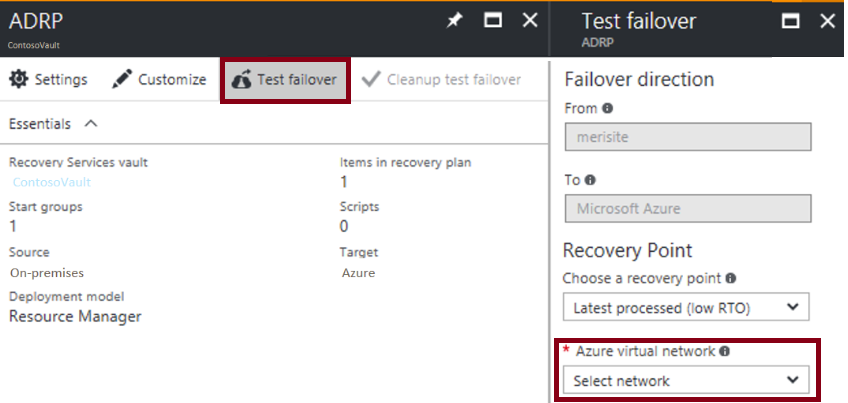 ADRP
ContosoVault
Settings
Customize
Test failover
Cleanup test failover
Essentials
Recovery Services vault
ContosoVault
Items in recovery plan
1
Start groups
1
Scripts
0
Source
On-premises
Target
Azure
Deployment model
Resource Manager
Test failover
ADRP
Failover direction
From
merisite
To
Microsoft Azure
Recovery Point
Choose a recovery point
Latest processed (low RTO)
* Azure virtual network
Select network